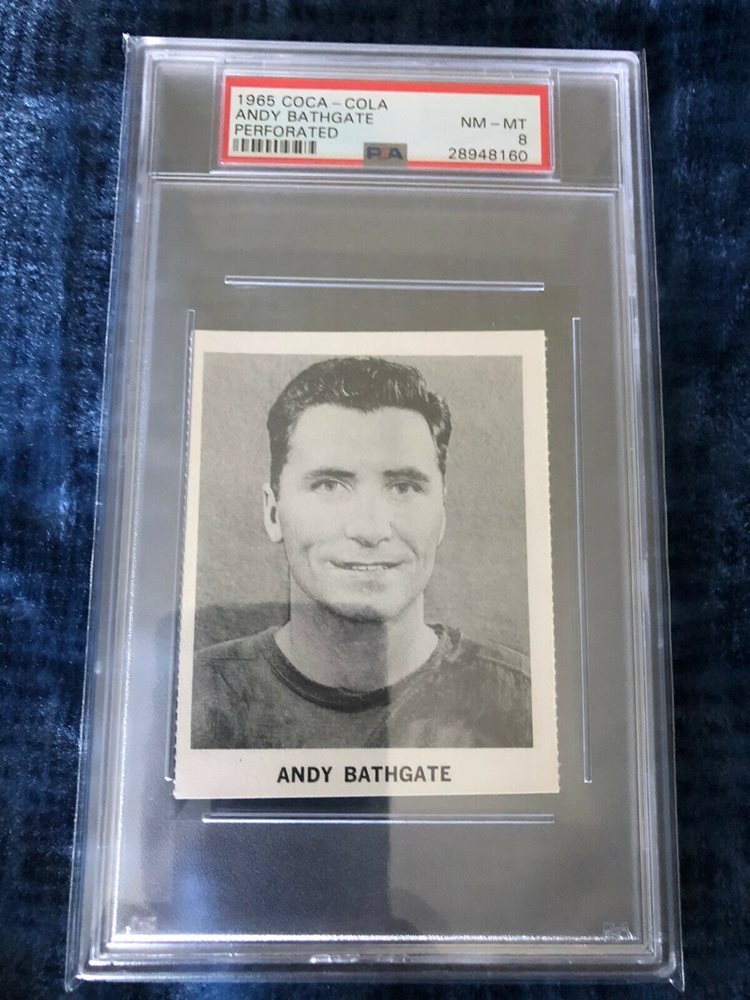 1965 COCA-COLA
ANDY BATHGATE
PERFORATED
NM-MT
8
PSA
28948160
ANDY BATHGATE